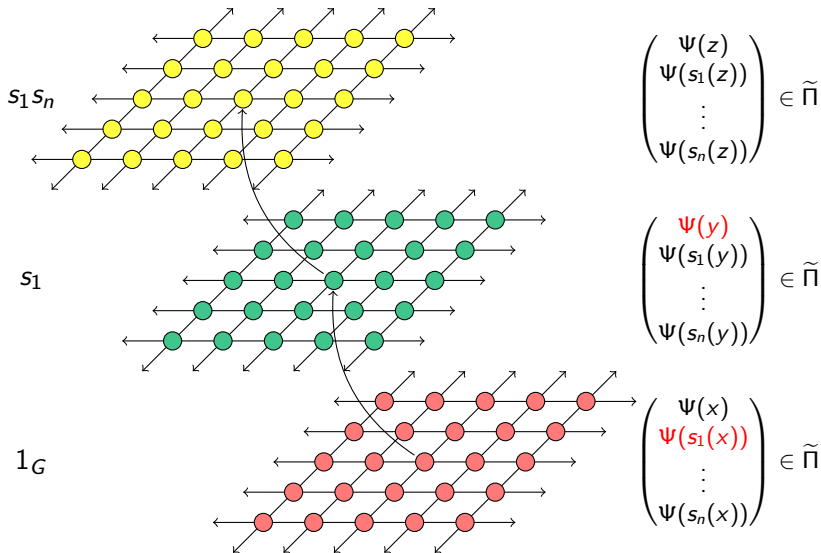 s₁sₙ
Ψ(z)
Ψ(s₁(z))
⋮
Ψ(sₙ(z))
∈ Π̃
s₁
Ψ(y)
Ψ(s₁(y))
⋮
Ψ(sₙ(y))
∈ Π̃
1_G
Ψ(x)
Ψ(s₁(x))
⋮
Ψ(sₙ(x))
∈ Π̃